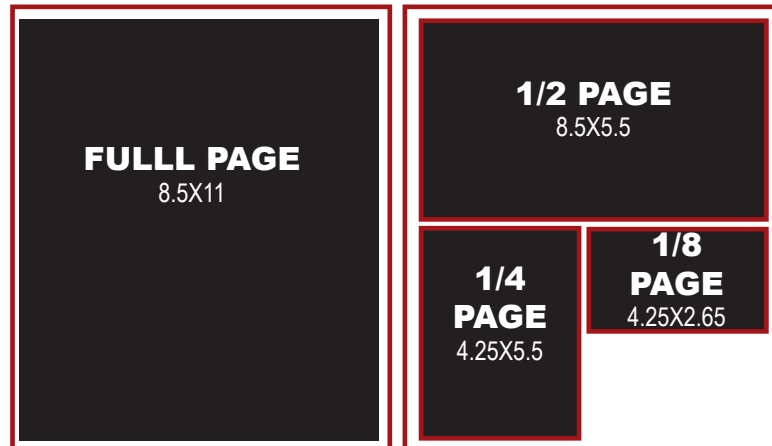 FULLL PAGE
8.5X11
1/2 PAGE
8.5X5.5
1/4
PAGE
4.25X5.5
1/8
PAGE
4.25X2.65